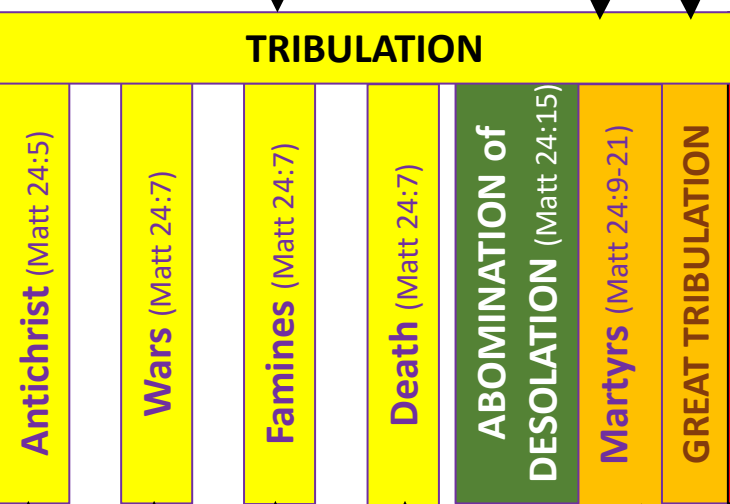 TRIBULATION
Antichrist (Matt 24:5)
Wars (Matt 24:7)
Famines (Matt 24:7)
Death (Matt 24:7)
ABOMINATION of
DESOLATION (Matt 24:15)
Martyrs (Matt 24:9-21)
GREAT TRIBULATION